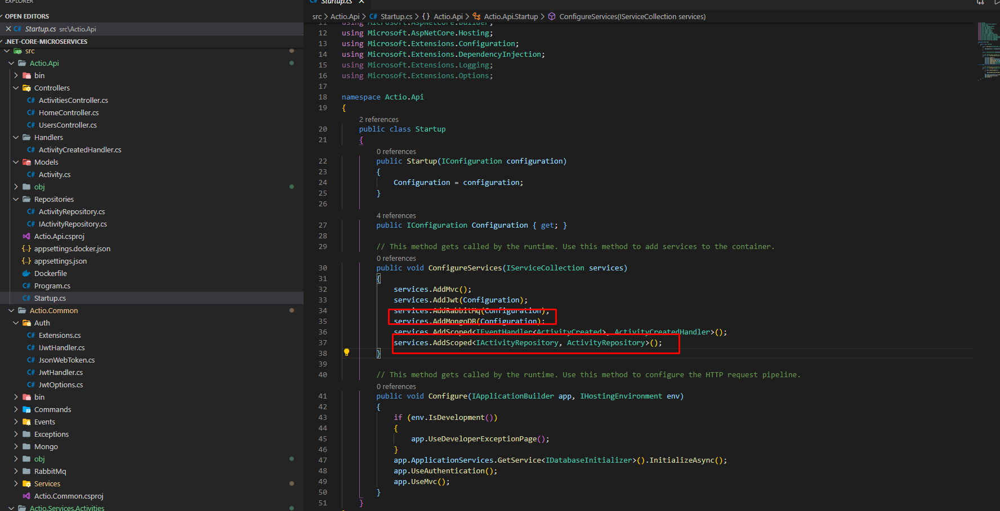 EXPLORER
OPEN EDITORS
Startup.cs src\Actio.Api
.NET-CORE-MICROSERVICES
src
Actio.Api
bin
Controllers
C# ActivitiesController.cs
C# HomeController.cs
C# UsersController.cs
Handlers
C# ActivityCreatedHandler.cs
Models
C# Activity.cs
obj
Repositories
C# ActivityRepository.cs
C# IActivityRepository.cs
Actio.Api.csproj
{..} appsettings.docker.json
{..} appsettings.json
Dockerfile
C# Program.cs
C# Startup.cs
Actio.Common
Auth
C# Extensions.cs
C# IJwtHandler.cs
C# JsonWebToken.cs
C# JwtHandler.cs
C# JwtOptions.cs
bin
Commands
Events
Exceptions
Mongo
obj
RabbitMq
Services
Actio.Common.csproj
Actio.Services.Activities
C# Startup.cs
src > Actio.Api > C# Startup.cs > {} Actio.Api > Actio.Api.Startup > ConfigureServices(IServiceCollection services)
11 using Microsoft.AspNetCore.Builder;
12 using Microsoft.AspNetCore.Hosting;
13 using Microsoft.Extensions.Configuration;
14 using Microsoft.Extensions.DependencyInjection;
15 using Microsoft.Extensions.Logging;
16 using Microsoft.Extensions.Options;
17
18 namespace Actio.Api
19 {
2 references
20 public class Startup
21 {
0 references
22 public Startup(IConfiguration configuration)
23 {
24 Configuration = configuration;
25 }
26
4 references
27 public IConfiguration Configuration { get; }
28
29 // This method gets called by the runtime. Use this method to add services to the container.
0 references
30 public void ConfigureServices(IServiceCollection services)
31 {
32 services.AddMvc();
33 services.AddJwt(Configuration);
34 services.AddRabbitMq(Configuration);
35 services.AddMongoDB(Configuration);
36 services.AddScoped<IEventHandler<ActivityCreated>, ActivityCreatedHandler>();
37 services.AddScoped<IActivityRepository, ActivityRepository>();
38 }
39
40 // This method gets called by the runtime. Use this method to configure the HTTP request pipeline.
0 references
41 public void Configure(IApplicationBuilder app, IHostingEnvironment env)
42 {
43 if (env.IsDevelopment())
44 {
45 app.UseDeveloperExceptionPage();
46 }
47 app.ApplicationServices.GetService<IDatabaseInitializer>().InitializeAsync();
48 app.UseAuthentication();
49 app.UseMvc();
50 }
51 }